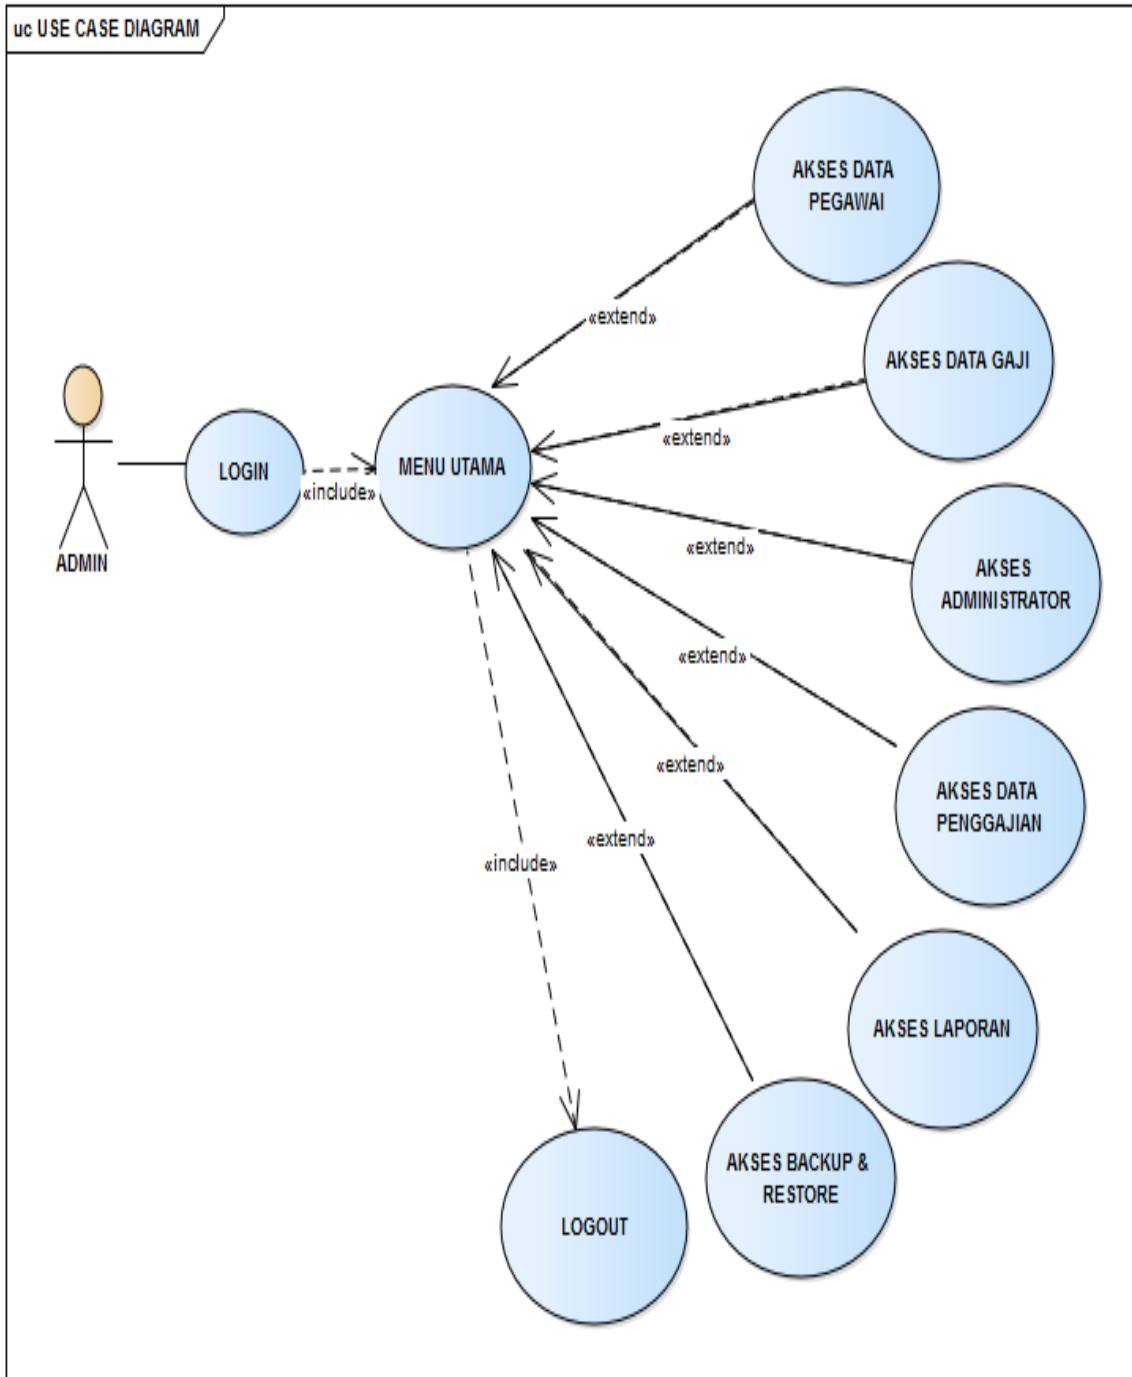 uc USE CASE DIAGRAM
AKSES DATA
PEGAWAI
«extend»
AKSES DATA GAJI
«extend»
ADMIN
LOGIN
«include»
MENU UTAMA
«extend»
AKSES
ADMINISTRATOR
«extend»
AKSES DATA
PENGGAJIAN
«extend»
AKSES LAPORAN
«extend»
AKSES BACKUP &
RESTORE
«include»
LOGOUT